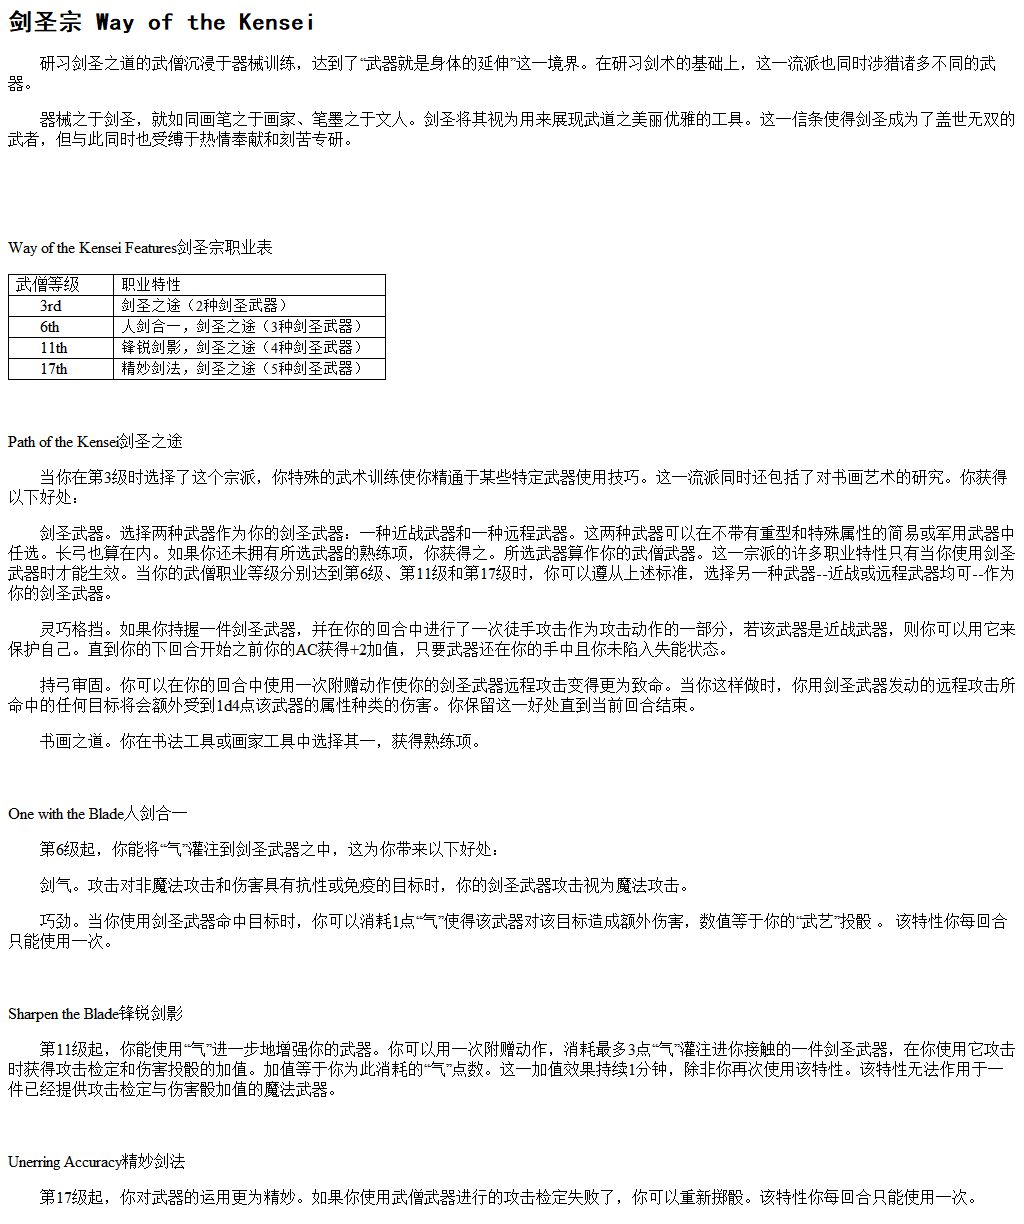 剑圣宗 Way of the Kensei
研习剑圣之道的武僧沉浸于器械训练，达到了“武器就是身体的延伸”这一境界。在研习剑术的基础上，这一流派也同时涉猎诸多不同的武
器。
器械之于剑圣，就如同画笔之于画家、笔墨之于文人。剑圣将其视为用来展现武道之美丽优雅的工具。这一信条使得剑圣成为了盖世无双的
武者，但与此同时也受缚于热情奉献和刻苦专研。
Way of the Kensei Features剑圣宗职业表
武僧等级 职业特性
3rd 剑圣之途（2种剑圣武器）
6th 人剑合一，剑圣之途（3种剑圣武器）
11th 锋锐剑影，剑圣之途（4种剑圣武器）
17th 精妙剑法，剑圣之途（5种剑圣武器）
Path of the Kensei剑圣之途
当你在第3级时选择了这个宗派，你特殊的武术训练使你精通于某些特定武器使用技巧。这一流派同时还包括了对书画艺术的研究。你获得
以下好处：
剑圣武器。选择两种武器作为你的剑圣武器：一种近战武器和一种远程武器。这两种武器可以在不带有重型和特殊属性的简易或军用武器中
任选。长弓也算在内。如果你还未拥有所选武器的熟练项，你获得之。所选武器算作你的武僧武器。这一宗派的许多职业特性只有当你使用剑圣
武器时才能生效。当你的武僧职业等级分别达到第6级、第11级和第17级时，你可以遵从上述标准，选择另一种武器--近战或远程武器均可--作为
你的剑圣武器。
灵巧格挡。如果你持握一件剑圣武器，并在你的回合中进行了一次徒手攻击作为攻击动作的一部分，若该武器是近战武器，则你可以用它来
保护自己。直到你的下回合开始之前你的AC获得+2加值，只要武器还在你的手中且你未陷入失能状态。
持弓审固。你可以在你的回合中使用一次附赠动作使你的剑圣武器远程攻击变得更为致命。当你这样做时，你用剑圣武器发动的远程攻击所
命中的任何目标将会额外受到1d4点该武器的属性种类的伤害。你保留这一好处直到当前回合结束。
书画之道。你在书法工具或画家工具中选择其一，获得熟练项。
One with the Blade人剑合一
第6级起，你能将“气”灌注到剑圣武器之中，这为你带来以下好处：
剑气。攻击对非魔法攻击和伤害具有抗性或免疫的目标时，你的剑圣武器攻击视为魔法攻击。
巧劲。当你使用剑圣武器命中目标时，你可以消耗1点“气”使得该武器对该目标造成额外伤害，数值等于你的“武艺”投骰 。 该特性你每回合
只能使用一次。
Sharpen the Blade锋锐剑影
第11级起，你能使用“气”进一步地增强你的武器。你可以用一次附赠动作，消耗最多3点“气”灌注进你接触的一件剑圣武器，在你使用它攻击
时获得攻击检定和伤害投骰的加值。加值等于你为此消耗的“气”点数。这一加值效果持续1分钟，除非你再次使用该特性。该特性无法作用于一
件已经提供攻击检定与伤害骰加值的魔法武器。
Unerring Accuracy精妙剑法
第17级起，你对武器的运用更为精妙。如果你使用武僧武器进行的攻击检定失败了，你可以重新掷骰。该特性你每回合只能使用一次。